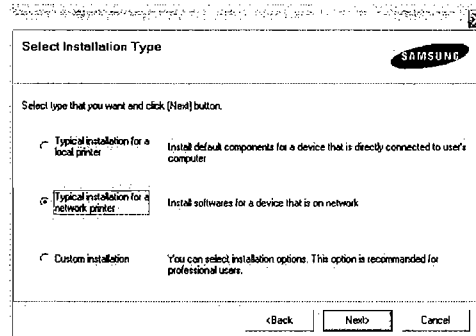 Select Installation Type
SAMSUNG
Select type that you want and click [Next] button.
Typical installation for a
local printer
Install default components for a device that is directly connected to user's
computer
Typical installation for a
network printer
Install softwares for a device that is on network
Custom installation
You can select installation options. This option is recommanded for
professional users.
<Back
Next>
Cancel